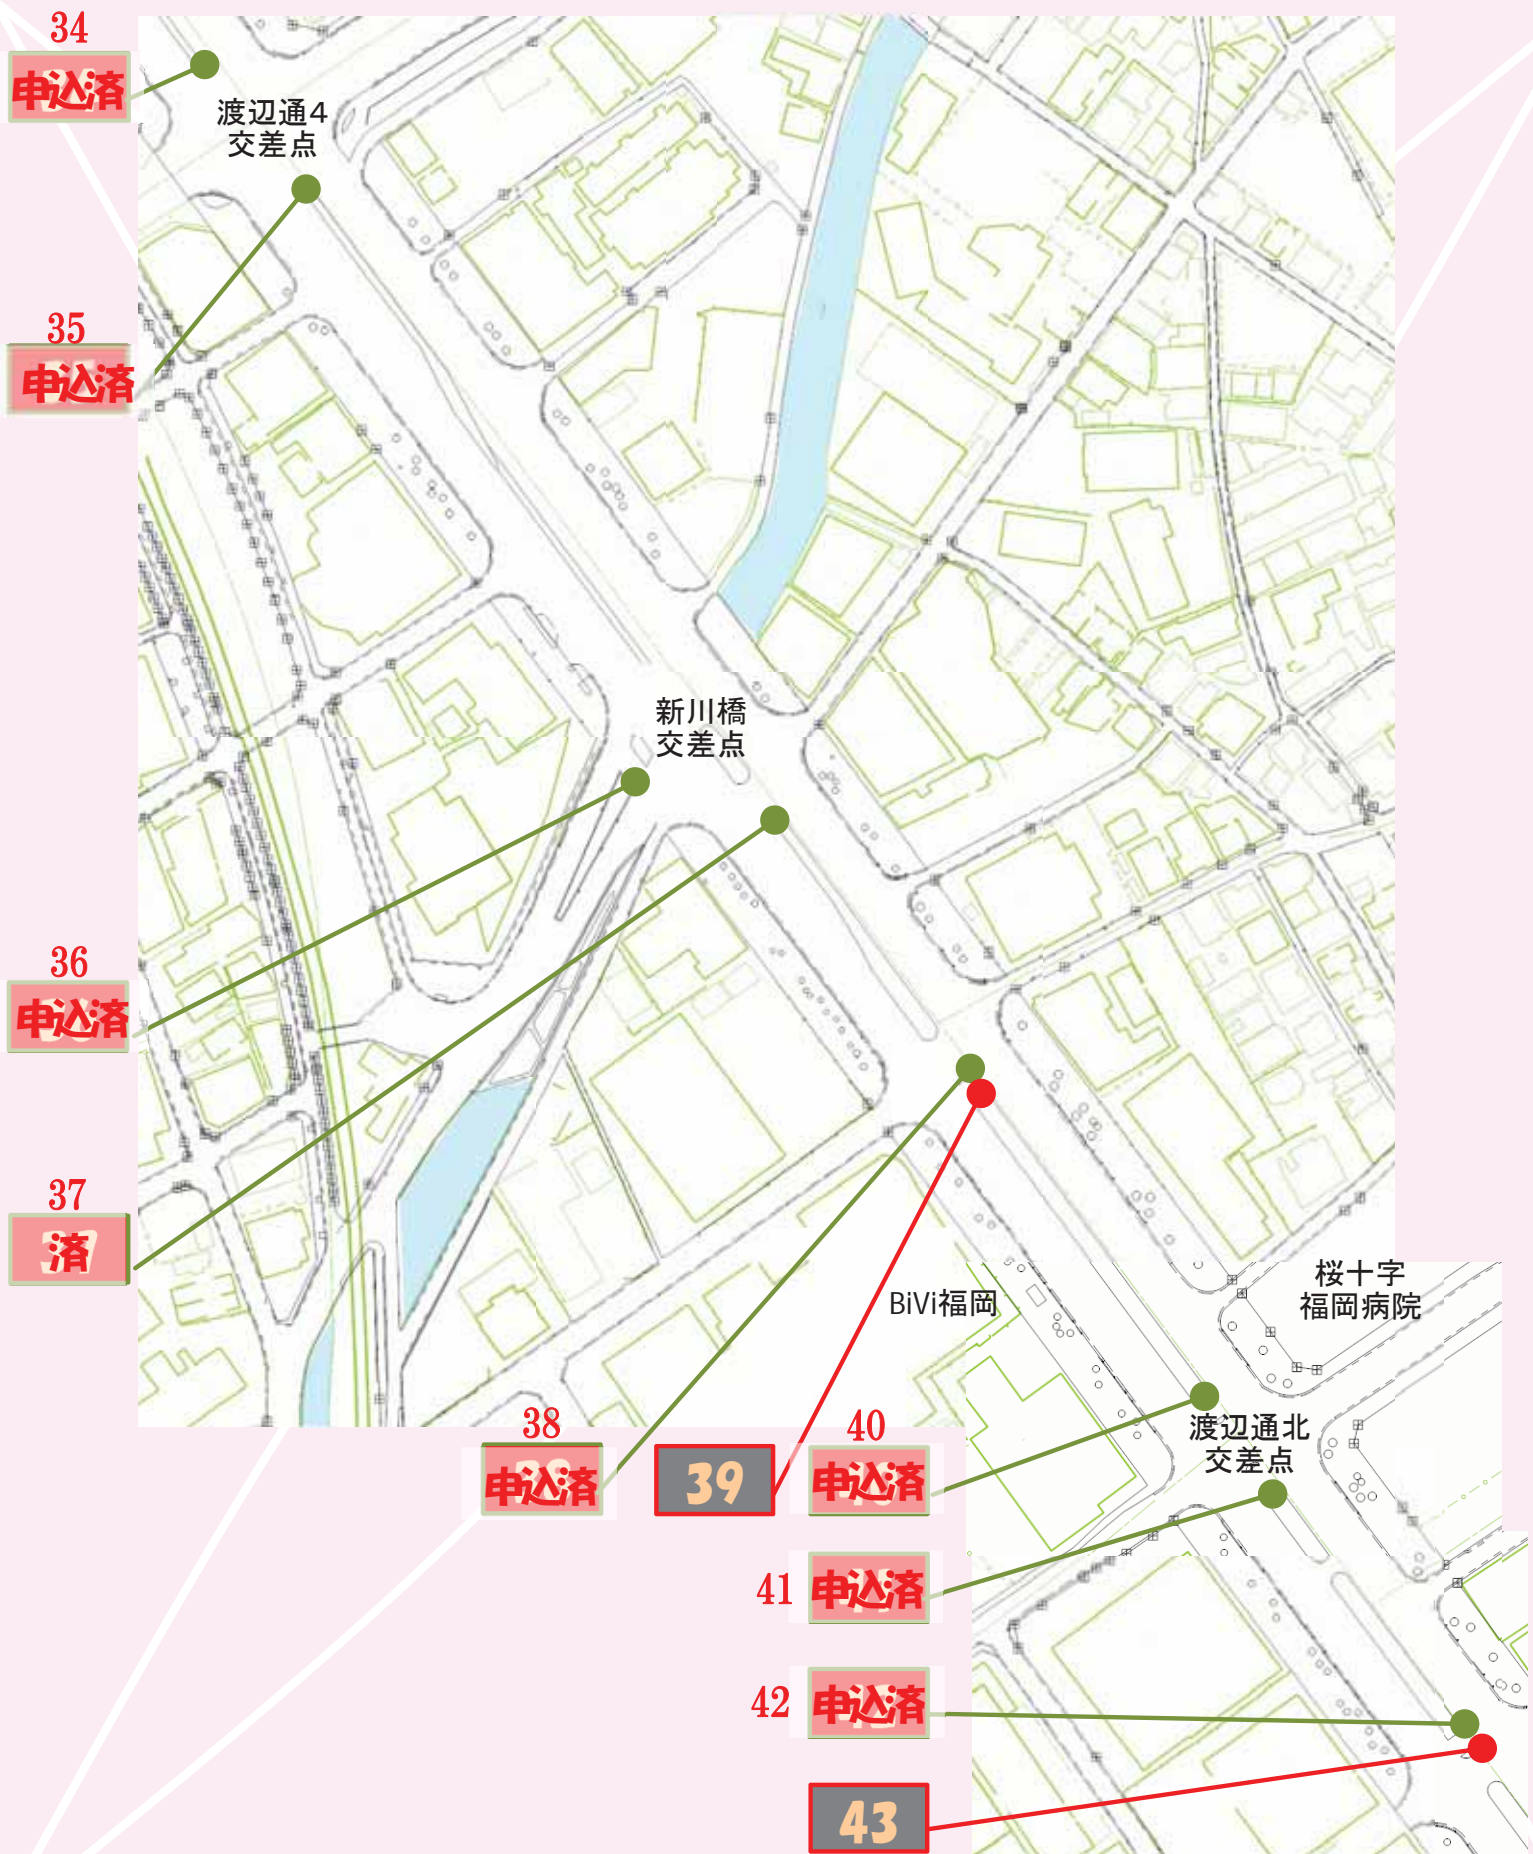 34
申込済
渡辺通4
交差点
35
申込済
新川橋
交差点
36
申込済
37
済
BiVi福岡
桜十字
福岡病院
38
申込済
39
40
申込済
渡辺通北
交差点
41
申込済
42
申込済
43